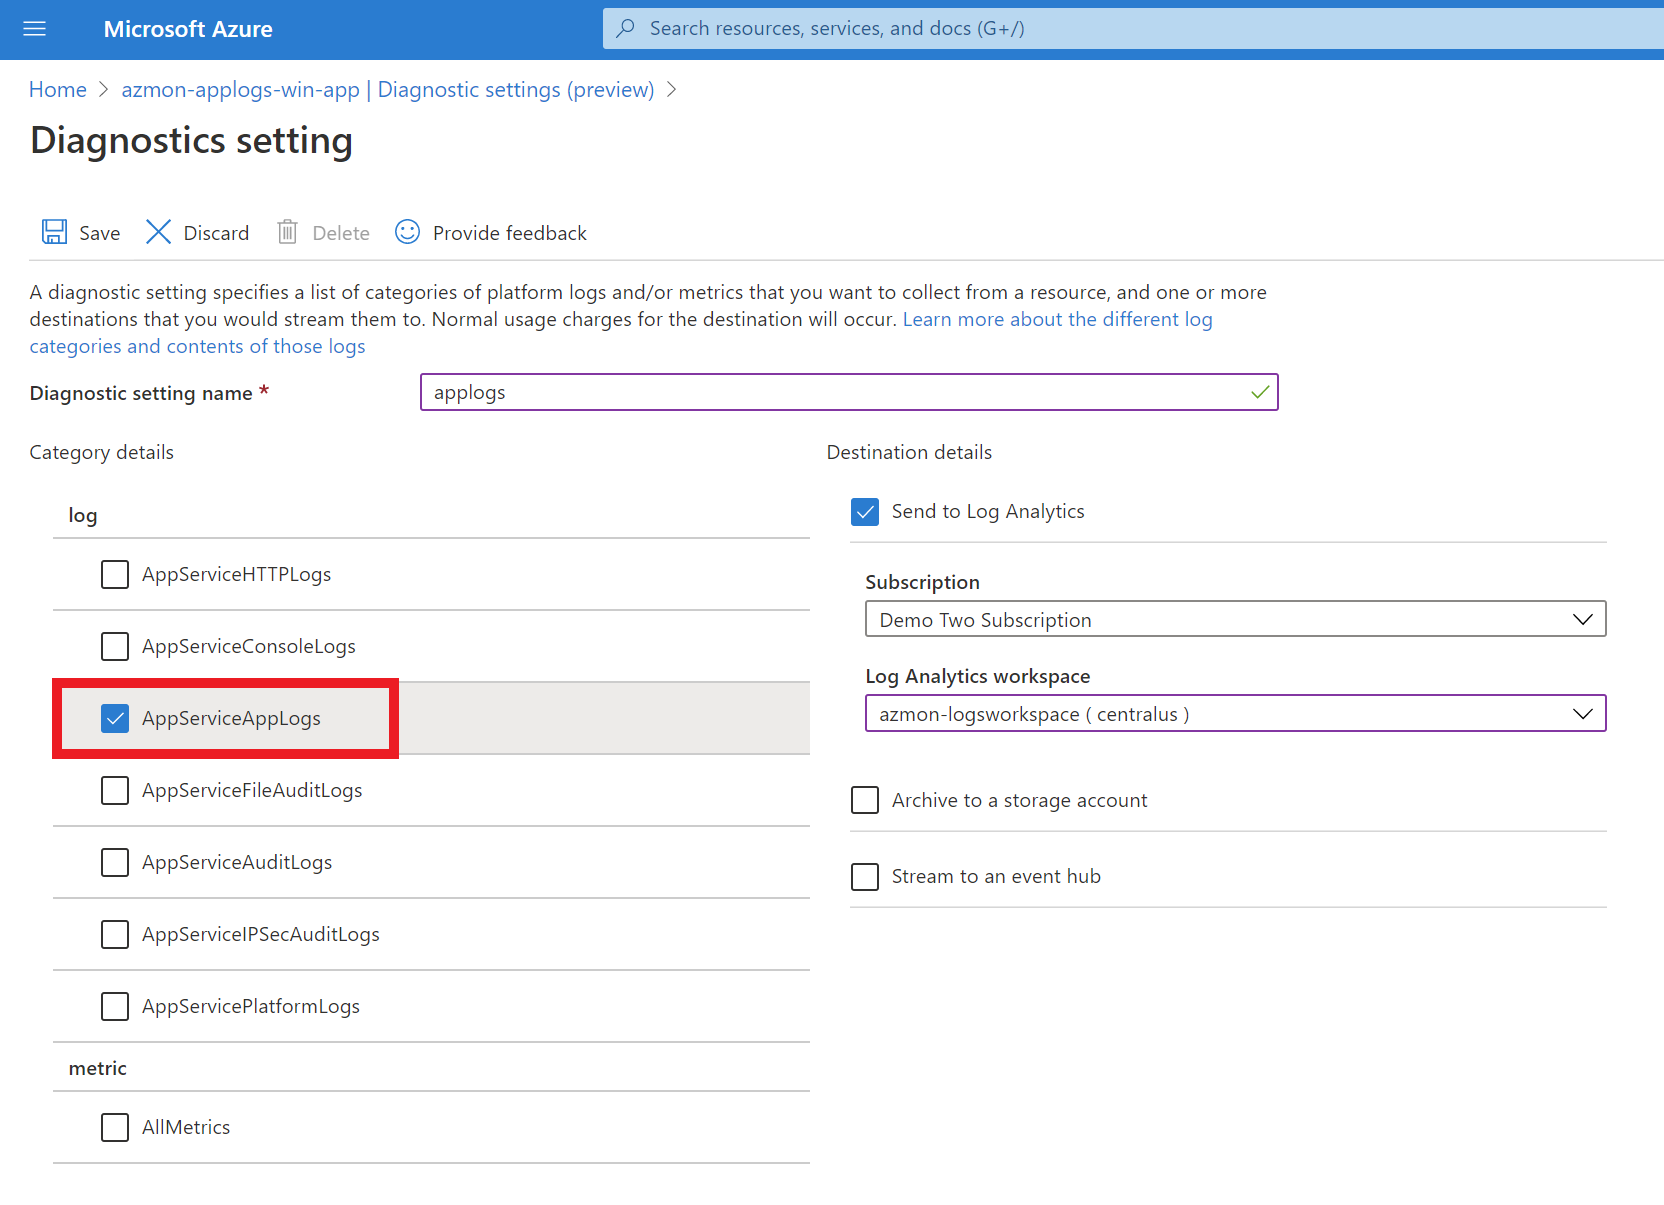 Microsoft Azure
Search resources, services, and docs (G+/)
Home > azmon-applogs-win-app | Diagnostic settings (preview) >
Diagnostics setting
Save Discard Delete Provide feedback
A diagnostic setting specifies a list of categories of platform logs and/or metrics that you want to collect from a resource, and one or more
destinations that you would stream them to. Normal usage charges for the destination will occur. Learn more about the different log
categories and contents of those logs
Diagnostic setting name *
applogs
Category details
log
AppServiceHTTPLogs
AppServiceConsoleLogs
AppServiceAppLogs
AppServiceFileAuditLogs
AppServiceAuditLogs
AppServiceIPSecAuditLogs
AppServicePlatformLogs
metric
AllMetrics
Destination details
Send to Log Analytics
Subscription
Demo Two Subscription
Log Analytics workspace
azmon-logsworkspace ( centralus )
Archive to a storage account
Stream to an event hub